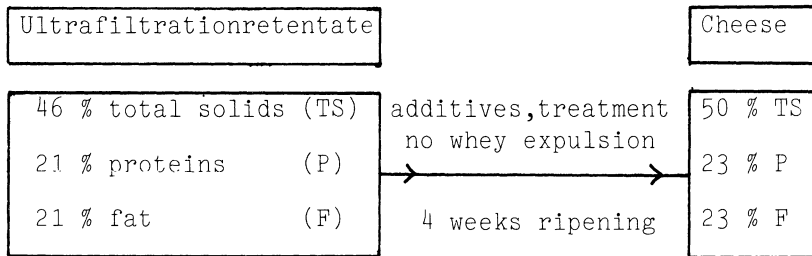 Ultrafiltrationretentate
Cheese
46 % total solids (TS)
21 % proteins (P)
21 % fat (F)
additives,treatment
no whey expulsion
4 weeks ripening
50 % TS
23 % P
23 % F